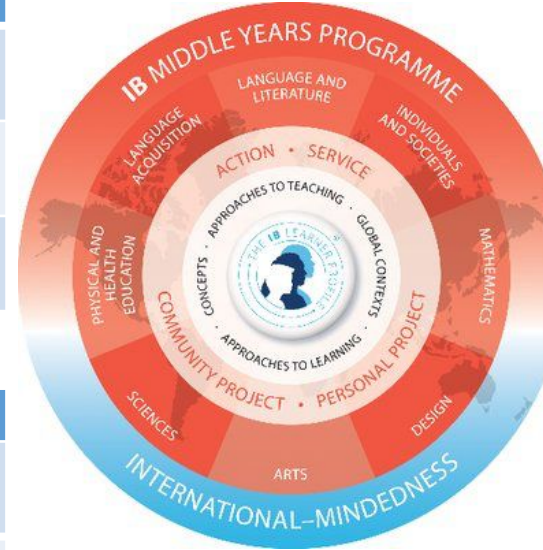 IB MIDDLE YEARS PROGRAMME
LANGUAGE AND
LITERATURE
INDIVIDUALS
AND SOCIETIES
MATHEMATICS
DESIGN
ARTS
SCIENCES
PHYSICAL AND
HEALTH
EDUCATION
LANGUAGE
ACQUISITION
ACTION • SERVICE
PERSONAL PROJECT
•
COMMUNITY PROJECT
APPROACHES TO TEACHING •
GLOBAL CONTEXTS •
APPROACHES TO LEARNING •
CONCEPTS •
THE IB LEARNER PROFILE
INTERNATIONAL–MINDEDNESS